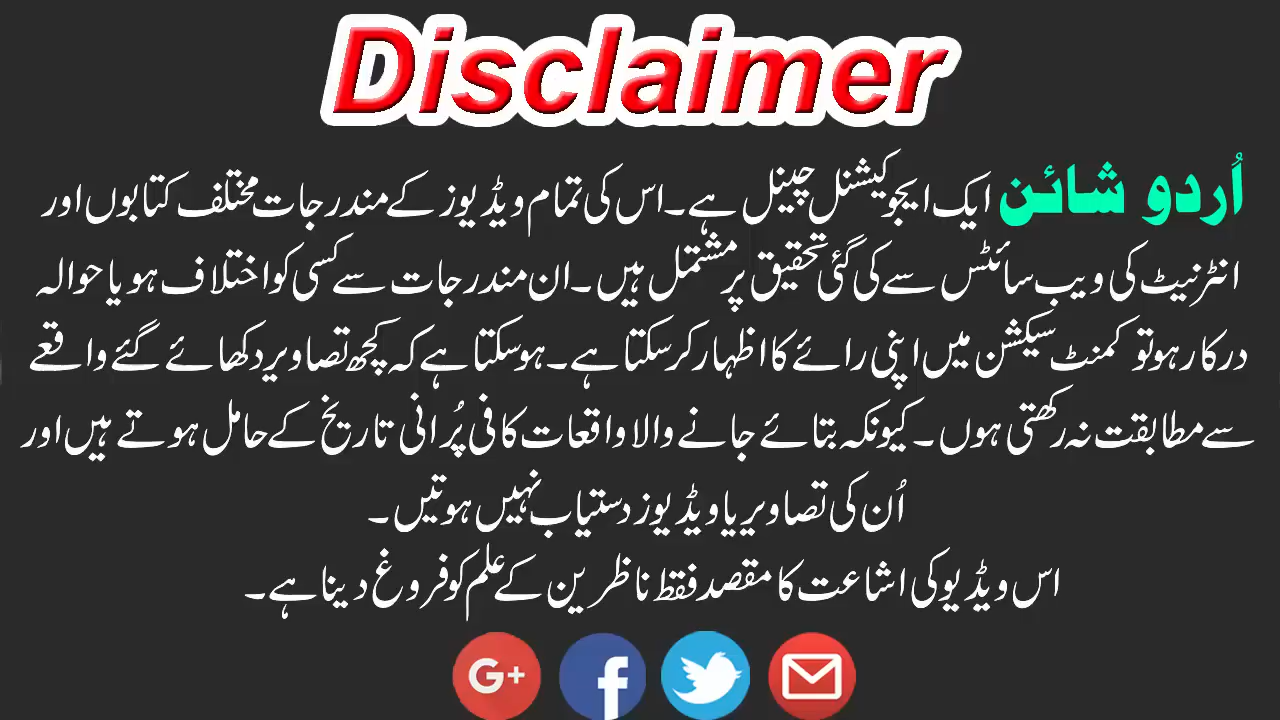 Disclaimer
اُردو شائن ایک ایجوکیشنل چینل ہے۔اس کی تمام ویڈیوز کے مندرجات مختلف کتابوں اور
انٹرنیٹ کی ویب سائٹس سے کی گئی تحقیق پر مشتمل ہیں۔ان مندرجات سے کسی کو اختلاف ہو یا حوالہ
درکار ہو تو کمنٹ سیکشن میں اپنی رائے کا اظہار کرسکتا ہے۔ہوسکتا ہے کہ کچھ تصاویر دکھائے گئے واقعے
سے مطابقت نہ رکھتی ہوں۔کیونکہ بتائے جانے والا واقعات کافی پُرانی تاریخ کے حامل ہوتے ہیں اور
اُن کی تصاویر یا ویڈیوز دستیاب نہیں ہوتیں۔
اس ویڈیو کی اشاعت کا مقصد فقط ناظرین کے علم کو فروغ دینا ہے۔
G+ f